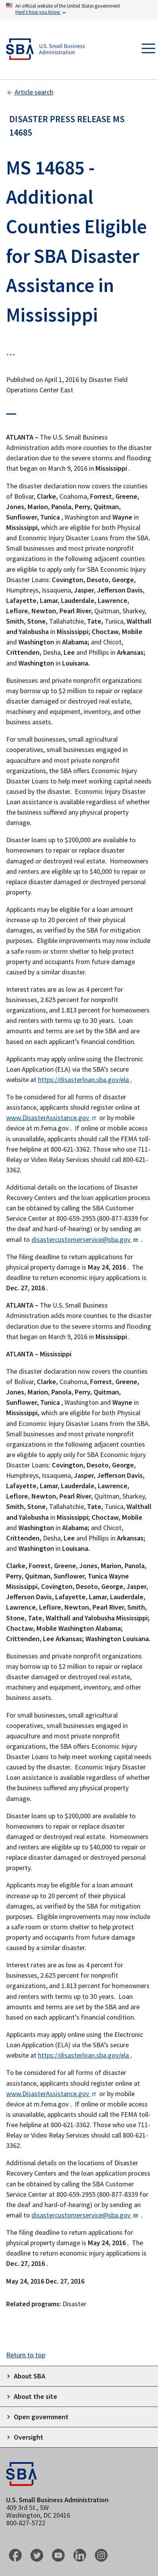 An official website of the United States government
Here's how you know
SBA
U.S. Small Business
Administration
Article search
DISASTER PRESS RELEASE MS
14685
MS 14685 -
Additional
Counties Eligible
for SBA Disaster
Assistance in
Mississippi
...
Published on April 1, 2016 by Disaster Field
Operations Center East
ATLANTA – The U.S. Small Business
Administration adds more counties to the disaster
declaration due to the severe storms and flooding
that began on March 9, 2016 in Mississippi .
The disaster declaration now covers the counties
of Bolivar, Clarke, Coahoma, Forrest, Greene,
Jones, Marion, Panola, Perry, Quitman,
Sunflower, Tunica , Washington and Wayne in
Mississippi, which are eligible for both Physical
and Economic Injury Disaster Loans from the SBA.
Small businesses and most private nonprofit
organizations in the following additional counties
are eligible to apply only for SBA Economic Injury
Disaster Loans: Covington, Desoto, George,
Humphreys, Issaquena, Jasper, Jefferson Davis,
Lafayette, Lamar, Lauderdale, Lawrence,
Leflore, Newton, Pearl River, Quitman, Sharkey,
Smith, Stone, Tallahatchie, Tate, Tunica, Walthall
and Yalobusha in Mississippi; Choctaw, Mobile
and Washington in Alabama; and Chicot,
Crittenden, Desha, Lee and Phillips in Arkansas;
and Washington in Louisana.
Businesses and private nonprofit organizations
may borrow up to $2 million to repair or replace
disaster damaged or destroyed real estate,
machinery and equipment, inventory, and other
business assets.
For small businesses, small agricultural
cooperatives, small businesses engaged in
aquaculture and most private nonprofit
organizations, the SBA offers Economic Injury
Disaster Loans to help meet working capital needs
caused by the disaster. Economic Injury Disaster
Loan assistance is available regardless of whether
the business suffered any physical property
damage.
Disaster loans up to $200,000 are available to
homeowners to repair or replace disaster
damaged or destroyed real estate. Homeowners
and renters are eligible for up to $40,000 to repair
or replace disaster damaged or destroyed personal
property.
Applicants may be eligible for a loan amount
increase up to 20 percent of their physical
damages, as verified by the SBA for mitigation
purposes. Eligible mitigation improvements may
now include a safe room or storm shelter to help
protect property and occupants from future
damage caused by a similar disaster.
Interest rates are as low as 4 percent for
businesses, 2.625 percent for nonprofit
organizations, and 1.813 percent for homeowners
and renters with terms up to 30 years. Loan
amounts and terms are set by the SBA and are
based on each applicant's financial condition.
Applicants may apply online using the Electronic
Loan Application (ELA) via the SBA's secure
website at https://disasterloan.sba.gov/ela .
To be considered for all forms of disaster
assistance, applicants should register online at
www.DisasterAssistance.gov or by mobile
device at m.fema.gov . If online or mobile access is
unavailable, applicants should call the FEMA toll-
free helpline at 800-621-3362. Those who use 711-
Relay or Video Relay Services should call 800-621-
3362.
Additional details on the locations of Disaster
Recovery Centers and the loan application process
can be obtained by calling the SBA Customer
Service Center at 800-659-2955 (800-877-8339 for
the deaf and hard-of-hearing) or by sending an
email to disastercustomerservice@sba.gov .
The filing deadline to return applications for
physical property damage is May 24, 2016 . The
deadline to return economic injury applications is
Dec. 27, 2016 .
ATLANTA – The U.S. Small Business
Administration adds more counties to the disaster
declaration due to the severe storms and flooding
that began on March 9, 2016 in Mississippi .
ATLANTA – Mississippi
The disaster declaration now covers the counties
of Bolivar, Clarke, Coahoma, Forrest, Greene,
Jones, Marion, Panola, Perry, Quitman,
Sunflower, Tunica , Washington and Wayne in
Mississippi, which are eligible for both Physical
and Economic Injury Disaster Loans from the SBA.
Small businesses and most private nonprofit
organizations in the following additional counties
are eligible to apply only for SBA Economic Injury
Disaster Loans: Covington, Desoto, George,
Humphreys, Issaquena, Jasper, Jefferson Davis,
Lafayette, Lamar, Lauderdale, Lawrence,
Leflore, Newton, Pearl River, Quitman, Sharkey,
Smith, Stone, Tallahatchie, Tate, Tunica, Walthall
and Yalobusha in Mississippi; Choctaw, Mobile
and Washington in Alabama; and Chicot,
Crittenden, Desha, Lee and Phillips in Arkansas;
and Washington in Louisana.
Clarke, Forrest, Greene, Jones, Marion, Panola,
Perry, Quitman, Sunflower, Tunica Wayne
Mississippi, Covington, Desoto, George, Jasper,
Jefferson Davis, Lafayette, Lamar, Lauderdale,
Lawrence, Leflore, Newton, Pearl River, Smith,
Stone, Tate, Walthall and Yalobusha Mississippi;
Choctaw, Mobile Washington Alabama;
Crittenden, Lee Arkansas; Washington Louisana.
Businesses and private nonprofit organizations
may borrow up to $2 million to repair or replace
disaster damaged or destroyed real estate,
machinery and equipment, inventory, and other
business assets.
For small businesses, small agricultural
cooperatives, small businesses engaged in
aquaculture and most private nonprofit
organizations, the SBA offers Economic Injury
Disaster Loans to help meet working capital needs
caused by the disaster. Economic Injury Disaster
Loan assistance is available regardless of whether
the business suffered any physical property
damage.
Disaster loans up to $200,000 are available to
homeowners to repair or replace disaster
damaged or destroyed real estate. Homeowners
and renters are eligible for up to $40,000 to repair
or replace disaster damaged or destroyed personal
property.
Applicants may be eligible for a loan amount
increase up to 20 percent of their physical
damages, as verified by the SBA for mitigation
purposes. Eligible mitigation improvements may
now include a safe room or storm shelter to help
protect property and occupants from future
damage caused by a similar disaster.
Interest rates are as low as 4 percent for
businesses, 2.625 percent for nonprofit
organizations, and 1.813 percent for homeowners
and renters with terms up to 30 years. Loan
amounts and terms are set by the SBA and are
based on each applicant's financial condition.
Applicants may apply online using the Electronic
Loan Application (ELA) via the SBA's secure
website at https://disasterloan.sba.gov/ela .
To be considered for all forms of disaster
assistance, applicants should register online at
www.DisasterAssistance.gov or by mobile
device at m.fema.gov . If online or mobile access is
unavailable, applicants should call the FEMA toll-
free helpline at 800-621-3362. Those who use 711-
Relay or Video Relay Services should call 800-621-
3362.
Additional details on the locations of Disaster
Recovery Centers and the loan application process
can be obtained by calling the SBA Customer
Service Center at 800-659-2955 (800-877-8339 for
the deaf and hard-of-hearing) or by sending an
email to disastercustomerservice@sba.gov .
The filing deadline to return applications for
physical property damage is May 24, 2016 . The
deadline to return economic injury applications is
Dec. 27, 2016 .
May 24, 2016 Dec. 27, 2016
Related programs: Disaster
Return to top
About SBA
About the site
Open government
Oversight
SBA
U.S. Small Business Administration
409 3rd St., SW
Washington, DC 20416
800-827-5722